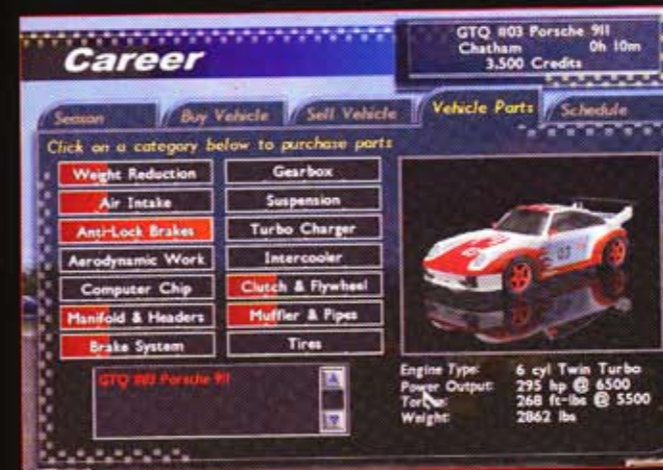 Career
GTQ #03 Porsche 911
Chatham 0h 10m
3,500 Credits
Season Buy Vehicle Sell Vehicle Vehicle Parts Schedule
Click on a category below to purchase parts
Weight Reduction Gearbox
Air Intake Suspension
Anti-Lock Brakes Turbo Charger
Aerodynamic Work Intercooler
Computer Chip Clutch & Flywheel
Manifold & Headers Muffler & Pipes
Brake System Tires
GTQ #03 Porsche 911
03
Engine Type: 6 cyl Twin Turbo
Power Output: 295 hp @ 6500
Torque: 268 ft-lbs @ 5500
Weight: 2862 lbs